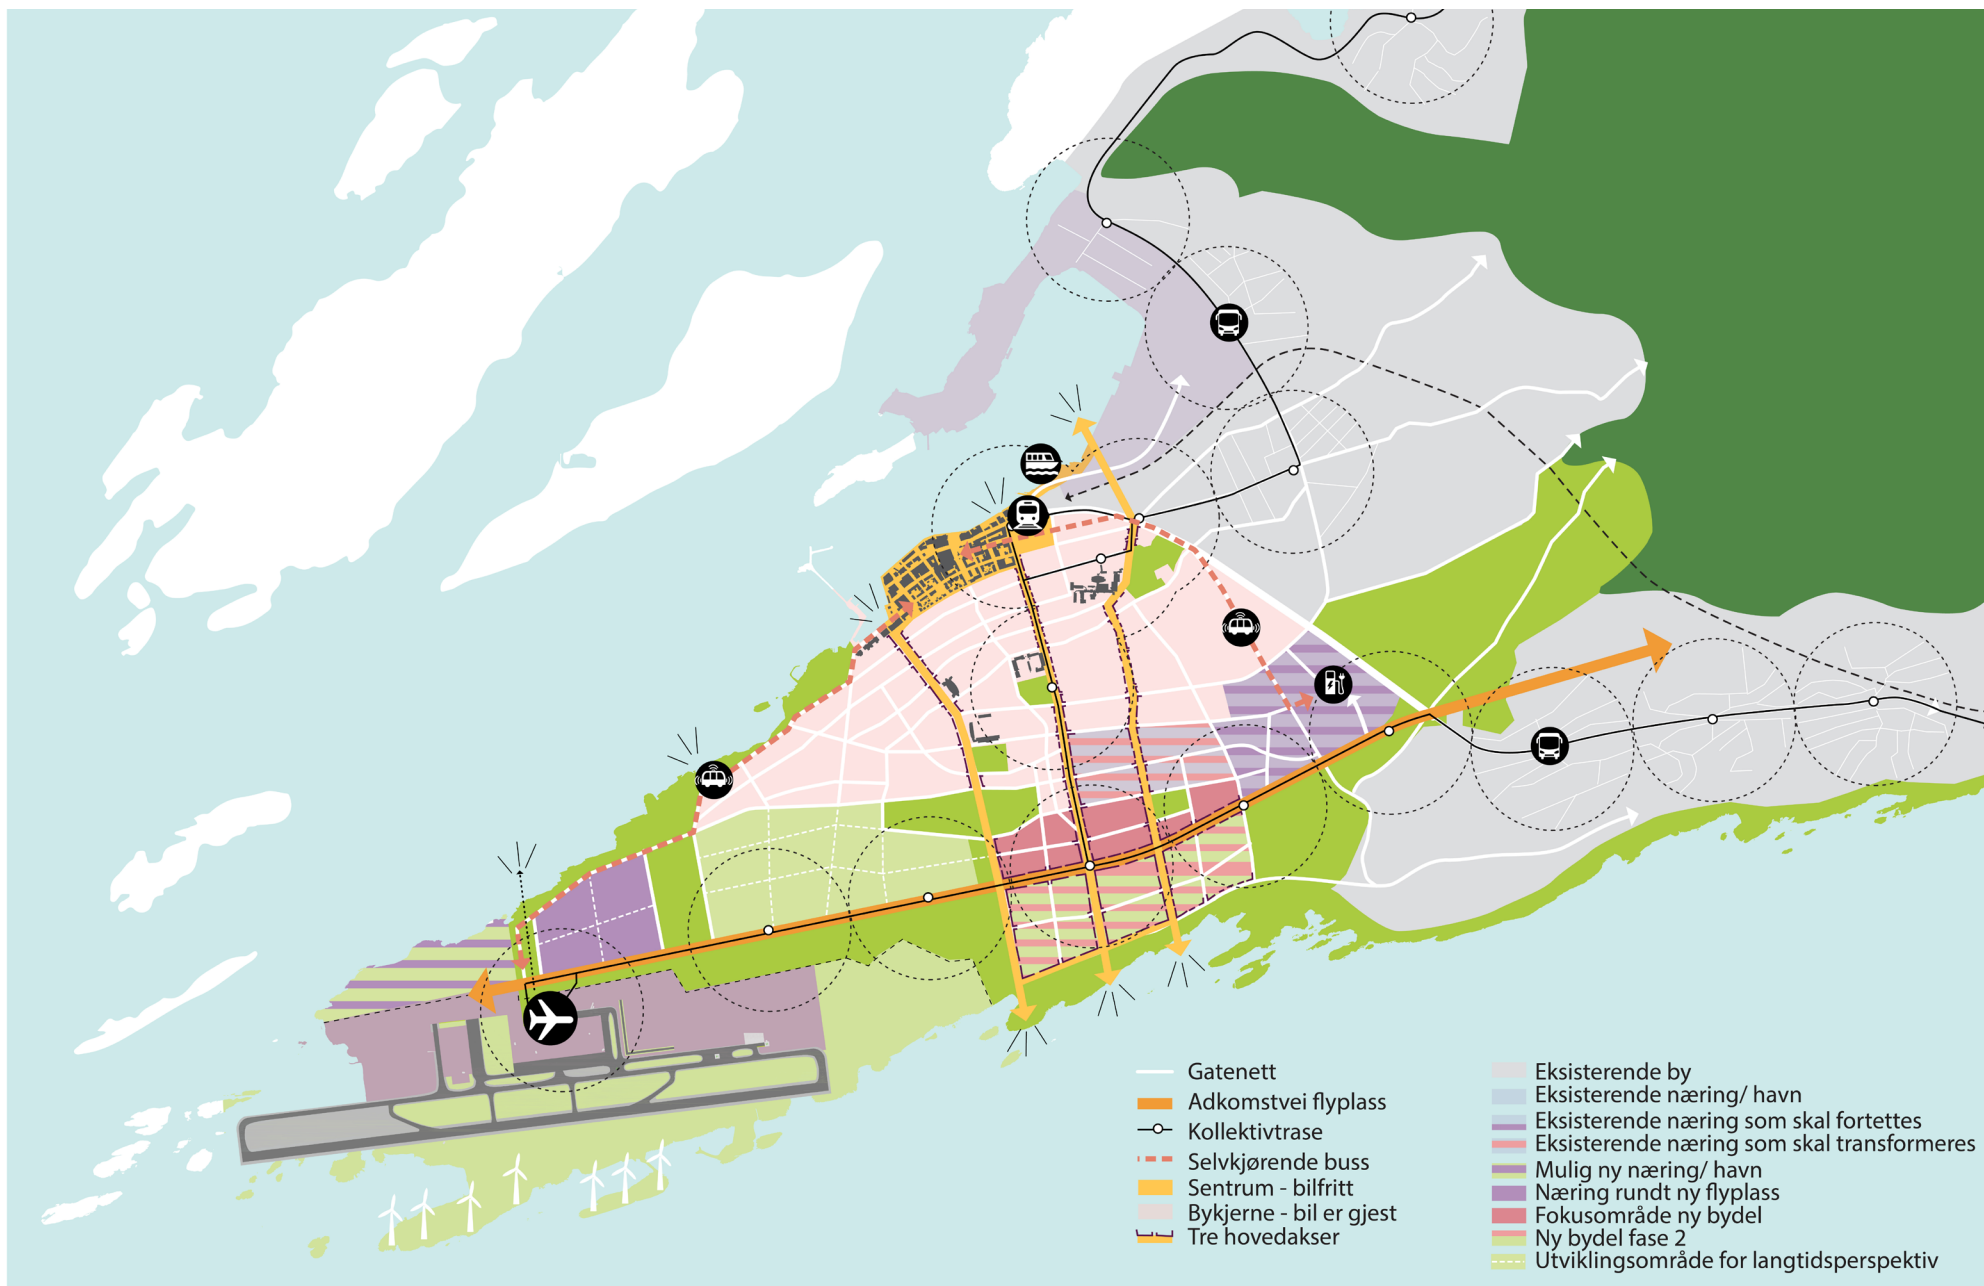 Gatenett
Adkomstvei flyplass
Kollektivtrase
Selvkjørende buss
Sentrum - bilfritt
Bykjerne - bil er gjest
Tre hovedakser
Eksisterende by
Eksisterende næring/ havn
Eksisterende næring som skal fortettes
Eksisterende næring som skal transformeres
Mulig ny næring/ havn
Næring rundt ny flyplass
Fokusområde ny bydel
Ny bydel fase 2
Utviklingsområde for langtidsperspektiv